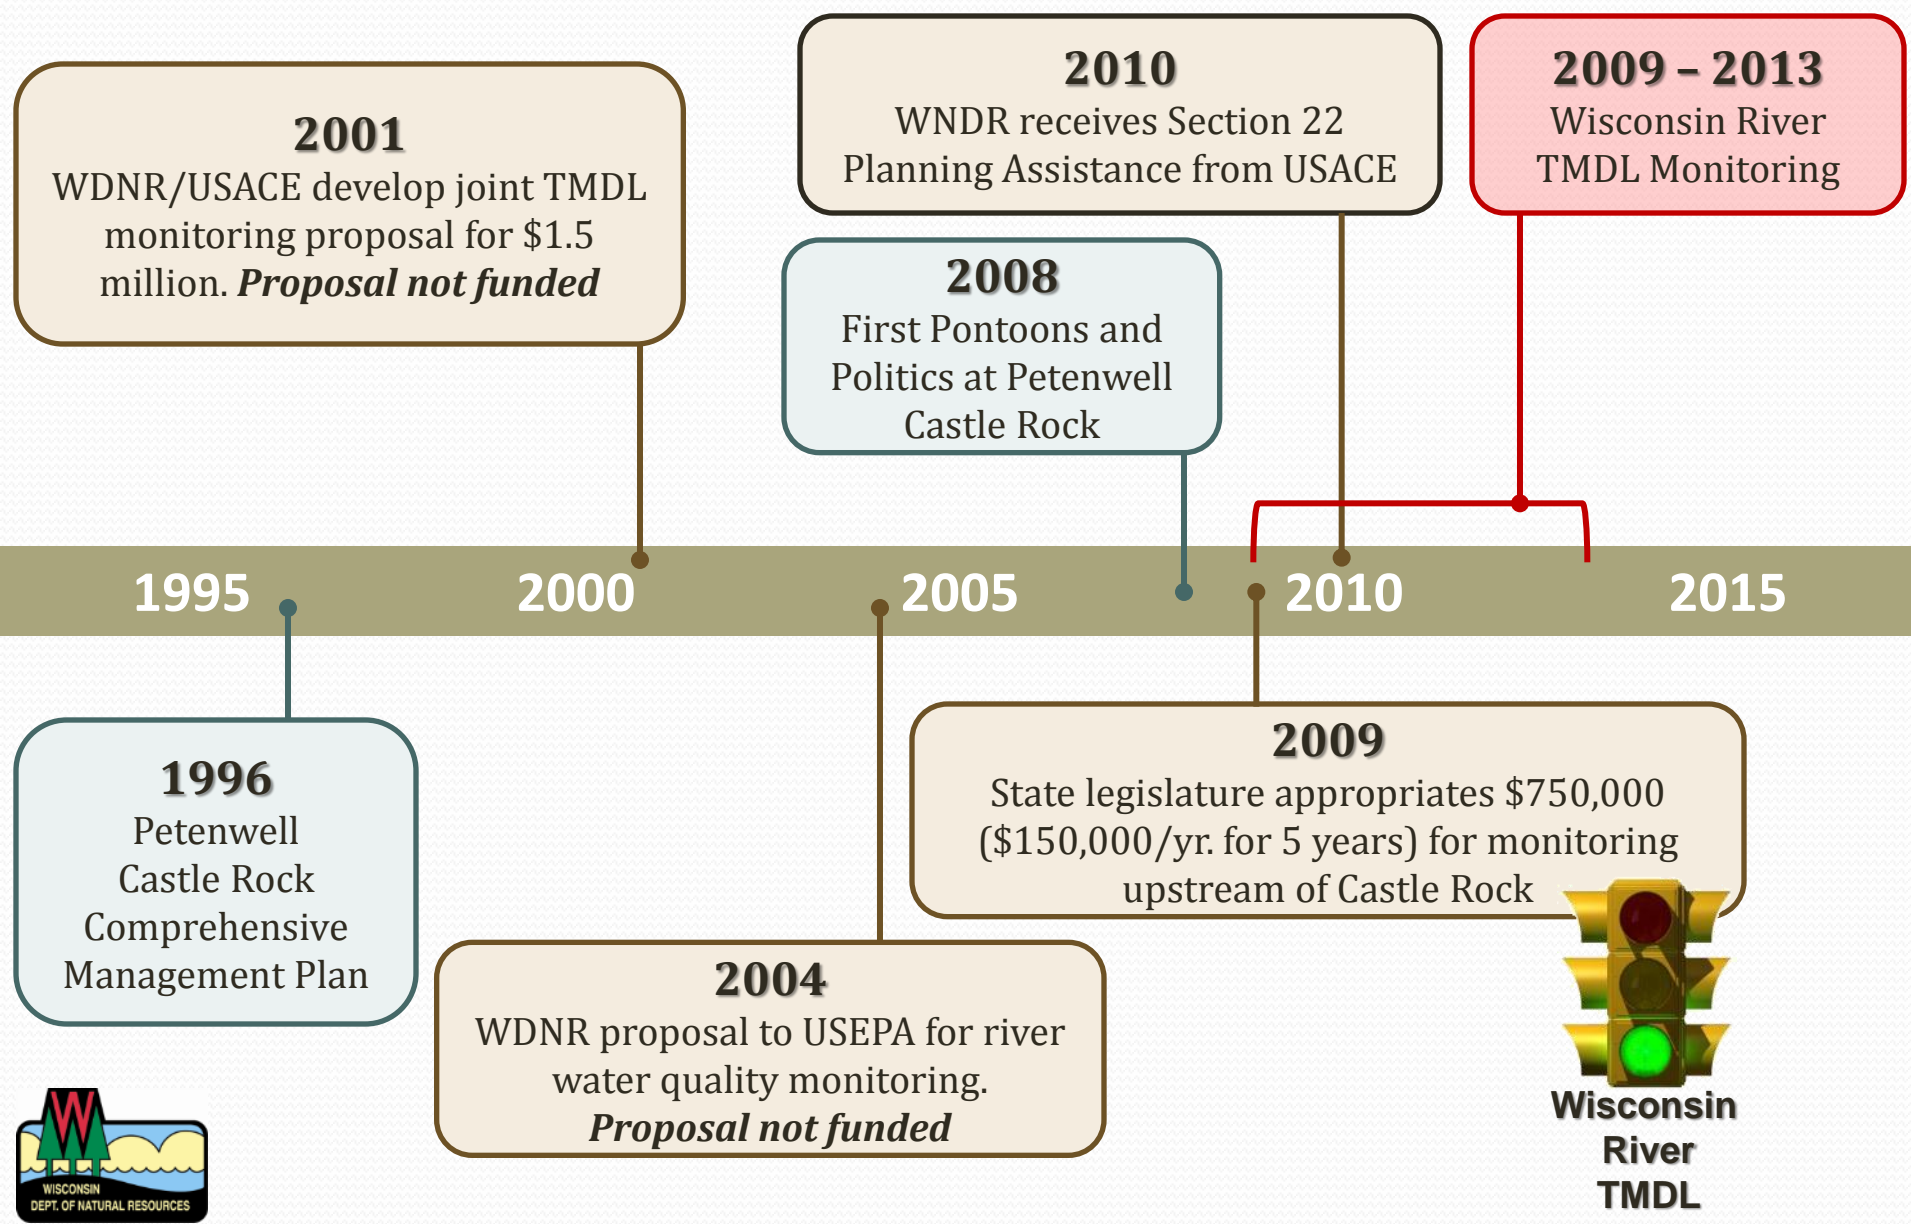 2001
WDNR/USACE develop joint TMDL
monitoring proposal for $1.5
million. Proposal not funded
2010
WNDR receives Section 22
Planning Assistance from USACE
2009 – 2013
Wisconsin River
TMDL Monitoring
2008
First Pontoons and
Politics at Petenwell
Castle Rock
1995
2000
2005
2010
2015
1996
Petenwell
Castle Rock
Comprehensive
Management Plan
2004
WDNR proposal to USEPA for river
water quality monitoring.
Proposal not funded
2009
State legislature appropriates $750,000
($150,000/yr. for 5 years) for monitoring
upstream of Castle Rock
Wisconsin
River
TMDL
W
WISCONSIN
DEPT. OF NATURAL RESOURCES